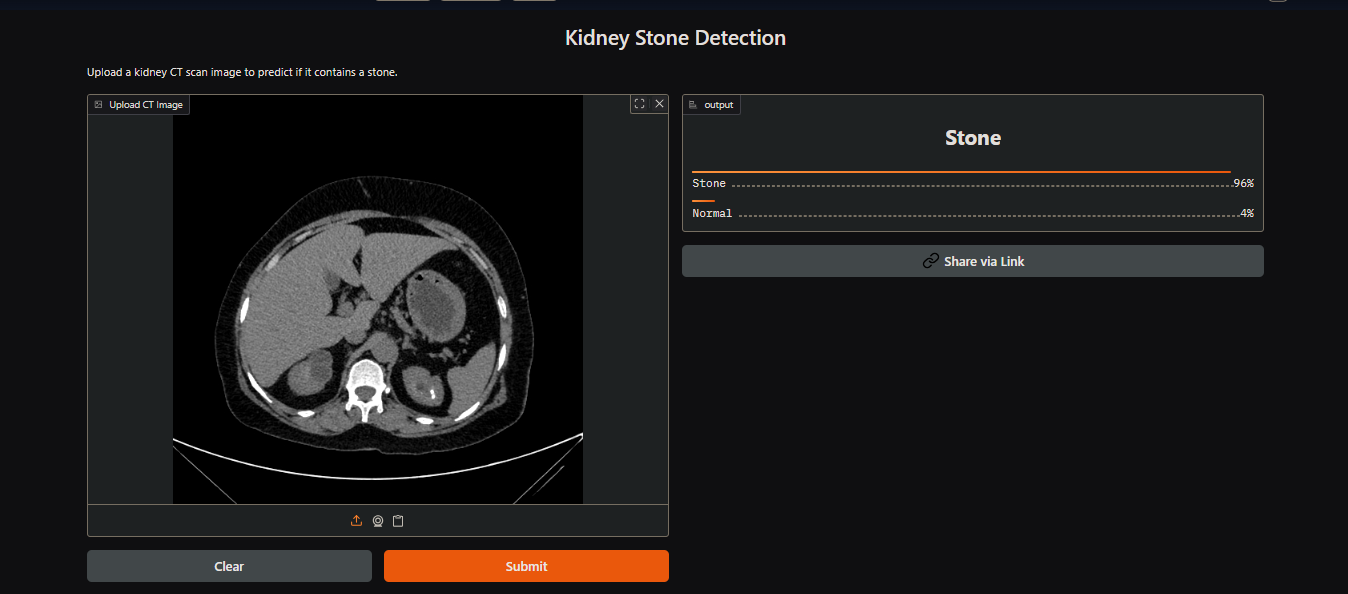 Kidney Stone Detection
Upload a kidney CT scan image to predict if it contains a stone.
Upload CT Image
output
Stone
Stone 96%
Normal 4%
Share via Link
Clear
Submit